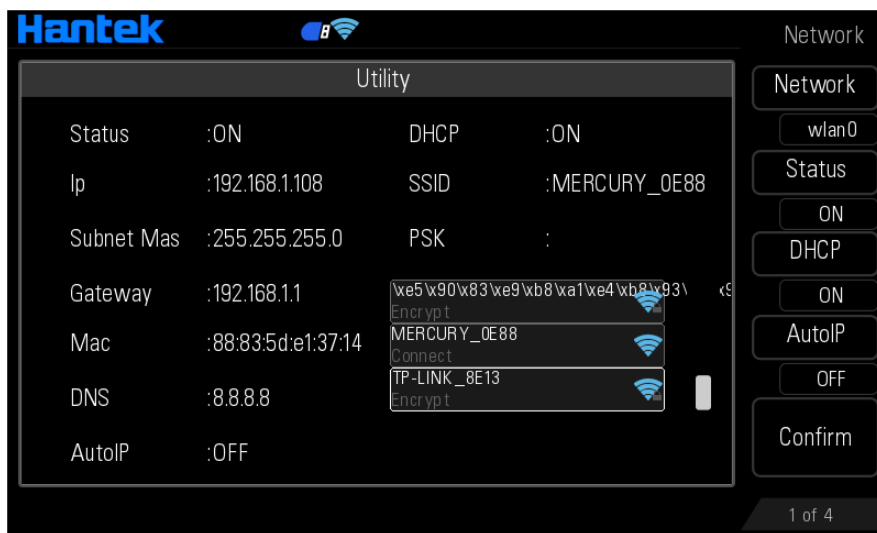 Hantek
Network
Utility
Status :ON DHCP :ON
Ip :192.168.1.108 SSID :MERCURY_0E88
Subnet Mas :255.255.255.0 PSK :
Gateway :192.168.1.1
Mac :88:83:5d:e1:37:14
DNS :8.8.8.8
AutoIP :OFF
\xe5\x90\x83\xe9\xb8\xa1\xe4\xb8\x93\
Encrypt
MERCURY_0E88
Connect
TP-LINK_8E13
Encrypt
Network
wlan0
Status
ON
DHCP
ON
AutoIP
OFF
Confirm
1 of 4